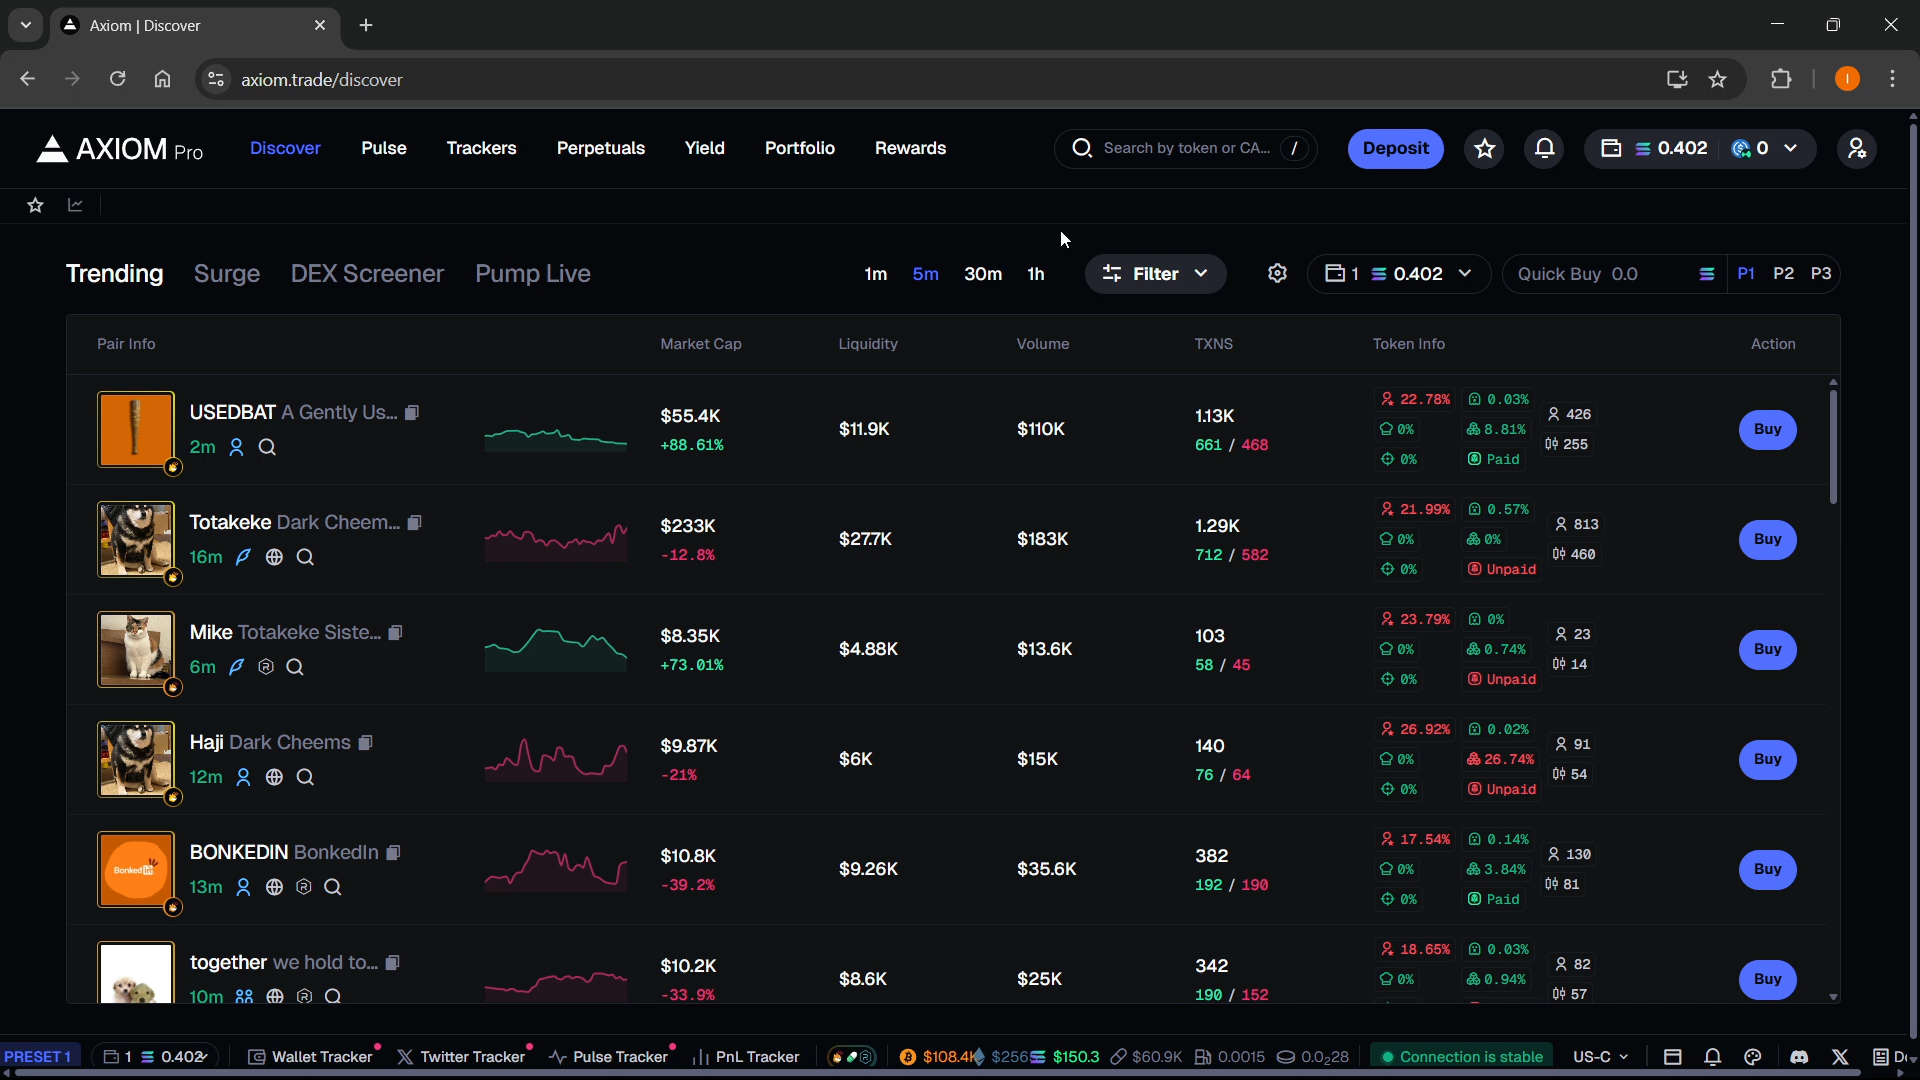 Axiom | Discover
axiom.trade/discover
I
AXIOM Pro
Discover
Pulse
Trackers
Perpetuals
Yield
Portfolio
Rewards
Search by token or CA... /
Deposit
0.402
0
Trending
Surge
DEX Screener
Pump Live
1m
5m
30m
1h
Filter
1 0.402
Quick Buy 0.0
P1 P2 P3
Pair Info
Market Cap
Liquidity
Volume
TXNS
Token Info
Action
USEDBAT A Gently Us...
2m
$55.4K
+88.61%
$11.9K
$110K
1.13K
661 / 468
22.78% 0.03%
0% 8.81%
0% Paid
426
255
Buy
Totakeke Dark Cheem...
16m
$233K
-12.8%
$27.7K
$183K
1.29K
712 / 582
21.99% 0.57%
0% 0%
0% Unpaid
813
460
Buy
Mike Totakeke Siste...
6m
$8.35K
+73.01%
$4.88K
$13.6K
103
58 / 45
23.79% 0%
0% 0.74%
0% Unpaid
23
14
Buy
Haji Dark Cheems
12m
$9.87K
-21%
$6K
$15K
140
76 / 64
26.92% 0.02%
0% 26.74%
0% Unpaid
91
54
Buy
Bonked in
BONKEDIN BonkedIn
13m
$10.8K
-39.2%
$9.26K
$35.6K
382
192 / 190
17.54% 0.14%
0% 3.84%
0% Paid
130
81
Buy
together we hold to...
10m
$10.2K
-33.9%
$8.6K
$25K
342
190 / 152
18.65% 0.03%
0% 0.94%
82
57
Buy
PRESET 1
1 0.402
Wallet Tracker
Twitter Tracker
Pulse Tracker
PnL Tracker
$108.4K
$256
$150.3
$60.9K
0.0015
0.0₂28
Connection is stable
US-C